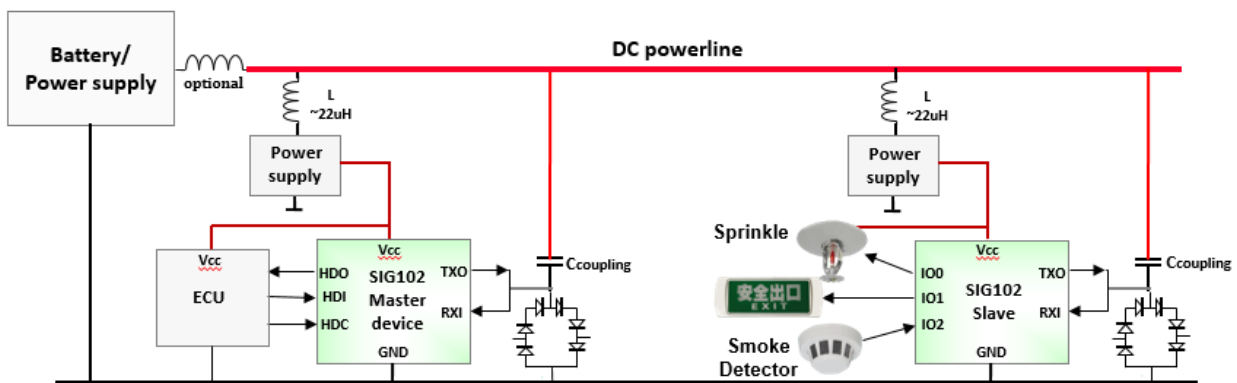 Battery/
Power supply
optional
DC powerline
L
~22uH
Power
supply
L
~22uH
Power
supply
Vcc
ECU
HDO
HDI
HDC
Vcc
SIG102
Master
device
TXO
RXI
GND
Ccoupling
Sprinkle
安全出口
EXIT
Smoke
Detector
IO0
IO1
IO2
Vcc
SIG102
Slave
TXO
RXI
GND
Ccoupling